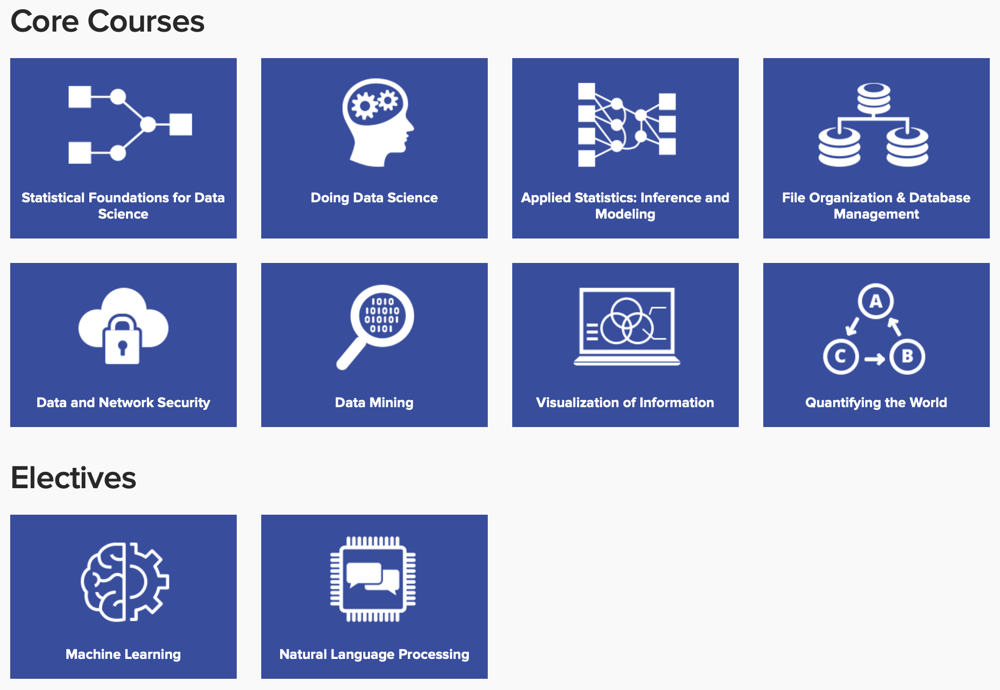 Core Courses
Statistical Foundations for Data
Science
Doing Data Science
Applied Statistics: Inference and
Modeling
File Organization & Database
Management
1010
101010
010101
0101
A
C
B
Data and Network Security
Data Mining
Visualization of Information
Quantifying the World
Electives
Machine Learning
Natural Language Processing